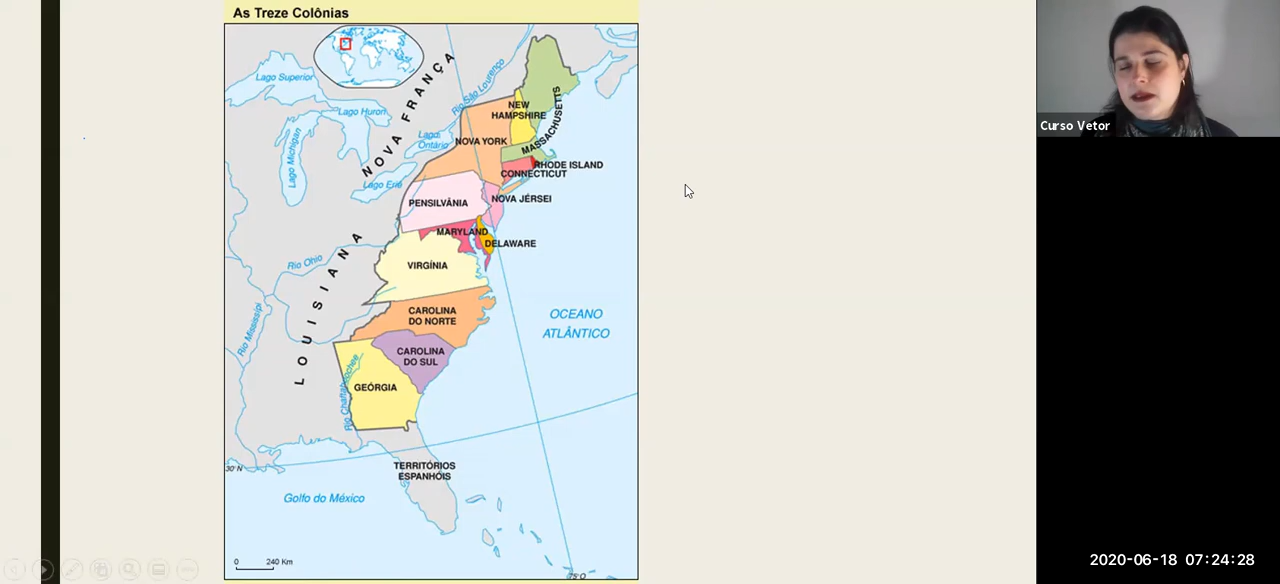 As Treze Colônias
Lago Superior
Lago Huron
Lago Michigan
Lago Ontário
Lago Erie
Rio São Lourenço
NOVA FRANÇA
NEW
HAMPSHIRE
MASSACHUSETTS
NOVA YORK
RHODE ISLAND
CONNECTICUT
PENSILVÂNIA
NOVA JÉRSEI
MARYLAND
DELAWARE
VIRGÍNIA
Rio Ohio
Rio Mississípi
LOUISIANA
CAROLINA
DO NORTE
CAROLINA
DO SUL
GEÓRGIA
Rio Chattahoochee
OCEANO
ATLÂNTICO
30° N
TERRITÓRIOS
ESPANHÓIS
Golfo do México
0 240 Km
75° O
Curso Vetor
2020-06-18 07:24:28